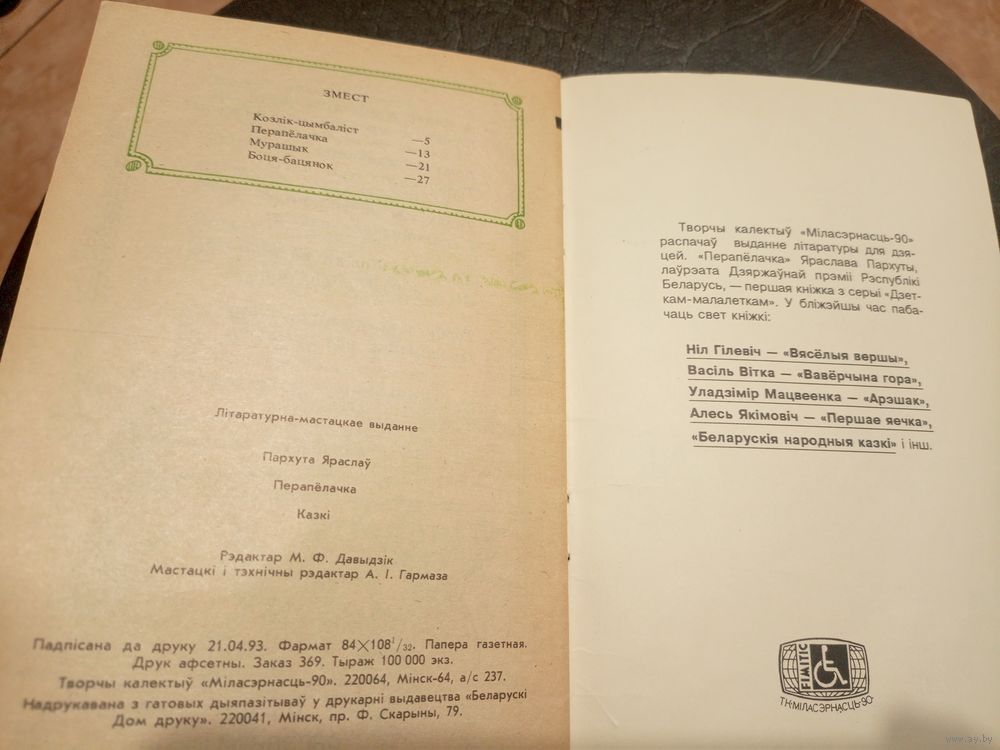 ЗМЕСТ
Козлік-цымбаліст —5
Перапёлачка —13
Мурашык —21
Боця-бацянок —27
Літаратурна-мастацкае выданне
Пархута Яраслаў
Перапёлачка
Казкі
Рэдактар М. Ф. Давыдзік
Мастацкі і тэхнічны рэдактар А. І. Гармаза
Падпісана да друку 21.04.93. Фармат 84×108¹/₃₂. Папера газетная.
Друк афсетны. Заказ 369. Тыраж 100 000 экз.
Творчы калектыў «Міласэрнасць-90». 220064, Мінск-64, а/с 237.
Надрукавана з гатовых дыяпазітываў у друкарні выдавецтва «Беларускі
Дом друку». 220041, Мінск, пр. Ф. Скарыны, 79.
Творчы калектыў «Міласэрнасць-90»
распачаў выданне літаратуры для дзя-
цей. «Перапёлачка» Яраслава Пархуты,
лаўрэата Дзяржаўнай прэміі Рэспублікі
Беларусь, — першая кніжка з серыі «Дзет-
кам-малалеткам». У бліжэйшы час паба-
чаць свет кніжкі:
Ніл Гілевіч — «Вясёлыя вершы»,
Васіль Вітка — «Вавёрчына гора»,
Уладзімір Мацвеенка — «Арэшак»,
Алесь Якімовіч — «Першае яечка»,
«Беларускія народныя казкі» і інш.
FIMITIC
ТК·МІЛАСЭРНАСЦЬ-90·
www.ay.by